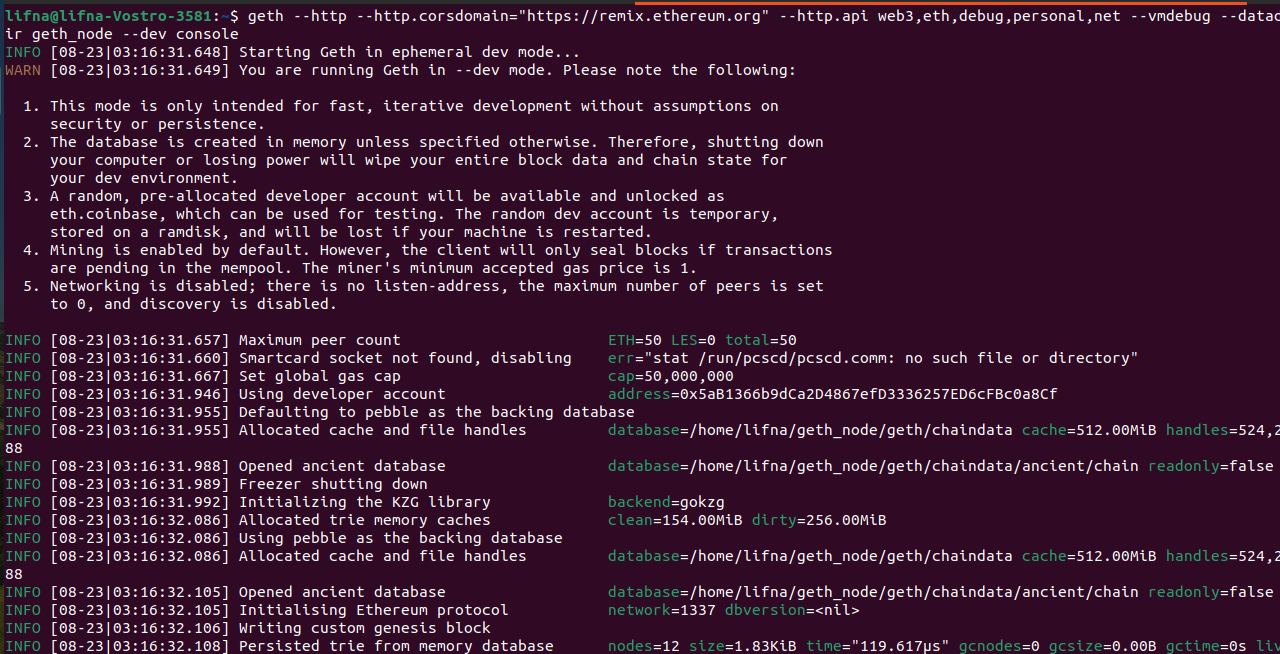 lifna@lifna-Vostro-3581:~$ geth --http --http.corsdomain="https://remix.ethereum.org" --http.api web3,eth,debug,personal,net --vmdebug --datad
ir geth_node --dev console
INFO [08-23|03:16:31.648] Starting Geth in ephemeral dev mode...
WARN [08-23|03:16:31.649] You are running Geth in --dev mode. Please note the following:
1. This mode is only intended for fast, iterative development without assumptions on
security or persistence.
2. The database is created in memory unless specified otherwise. Therefore, shutting down
your computer or losing power will wipe your entire block data and chain state for
your dev environment.
3. A random, pre-allocated developer account will be available and unlocked as
eth.coinbase, which can be used for testing. The random dev account is temporary,
stored on a ramdisk, and will be lost if your machine is restarted.
4. Mining is enabled by default. However, the client will only seal blocks if transactions
are pending in the mempool. The miner's minimum accepted gas price is 1.
5. Networking is disabled; there is no listen-address, the maximum number of peers is set
to 0, and discovery is disabled.
INFO [08-23|03:16:31.657] Maximum peer count ETH=50 LES=0 total=50
INFO [08-23|03:16:31.660] Smartcard socket not found, disabling err="stat /run/pcscd/pcscd.comm: no such file or directory"
INFO [08-23|03:16:31.667] Set global gas cap cap=50,000,000
INFO [08-23|03:16:31.946] Using developer account address=0x5aB1366b9dCa2D4867efD3336257ED6cFBc0a8Cf
INFO [08-23|03:16:31.955] Defaulting to pebble as the backing database
INFO [08-23|03:16:31.955] Allocated cache and file handles database=/home/lifna/geth_node/geth/chaindata cache=512.00MiB handles=524,2
88
INFO [08-23|03:16:31.988] Opened ancient database database=/home/lifna/geth_node/geth/chaindata/ancient/chain readonly=false
INFO [08-23|03:16:31.989] Freezer shutting down
INFO [08-23|03:16:31.992] Initializing the KZG library backend=gokzg
INFO [08-23|03:16:32.086] Allocated trie memory caches clean=154.00MiB dirty=256.00MiB
INFO [08-23|03:16:32.086] Using pebble as the backing database
INFO [08-23|03:16:32.086] Allocated cache and file handles database=/home/lifna/geth_node/geth/chaindata cache=512.00MiB handles=524,2
88
INFO [08-23|03:16:32.105] Opened ancient database database=/home/lifna/geth_node/geth/chaindata/ancient/chain readonly=false
INFO [08-23|03:16:32.105] Initialising Ethereum protocol network=1337 dbversion=<nil>
INFO [08-23|03:16:32.106] Writing custom genesis block
INFO [08-23|03:16:32.108] Persisted trie from memory database nodes=12 size=1.83KiB time="119.617µs" gcnodes=0 gcsize=0.00B gctime=0s liv